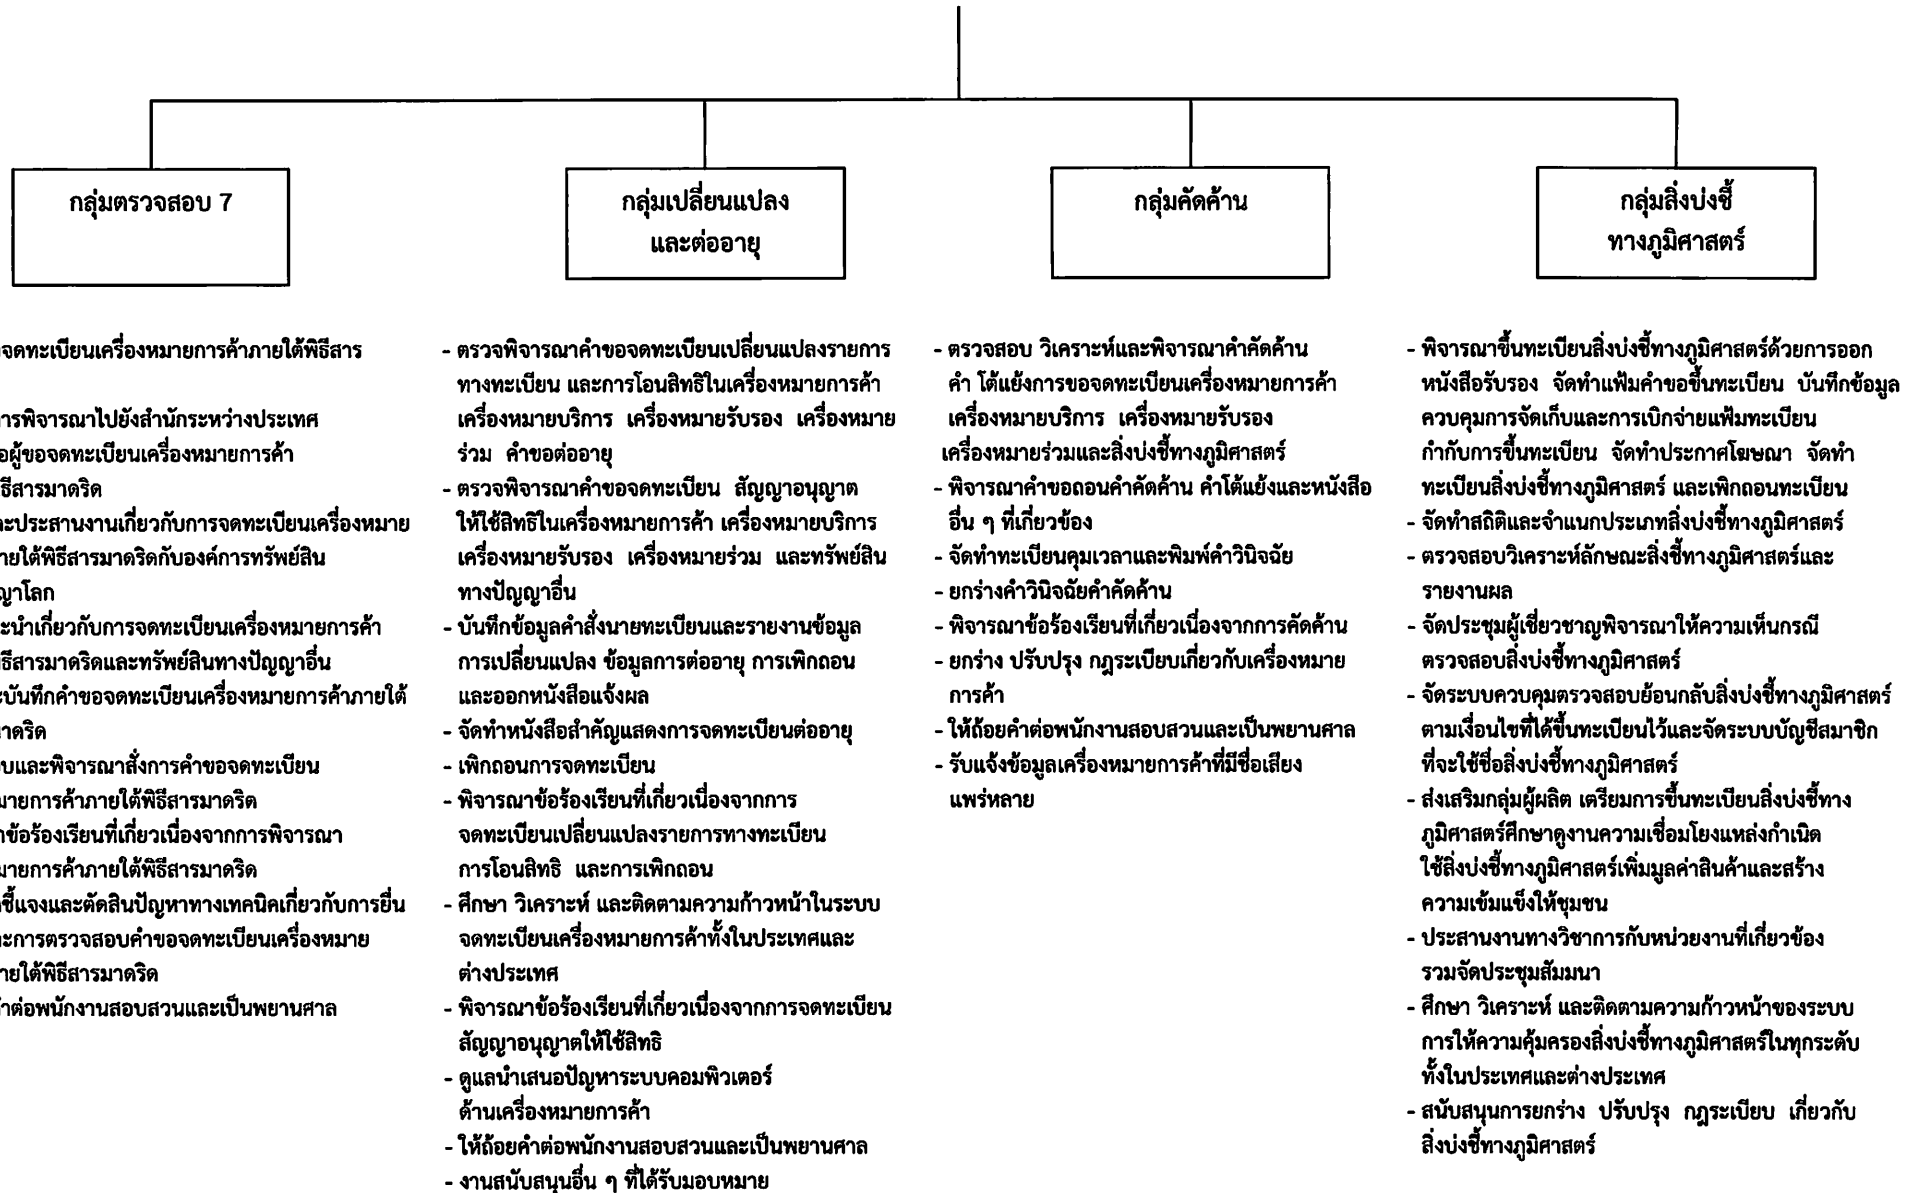 กลุ่มตรวจสอบ 7
กลุ่มเปลี่ยนแปลง
และต่ออายุ
กลุ่มคัดค้าน
กลุ่มสิ่งบ่งชี้
ทางภูมิศาสตร์
จดทะเบียนเครื่องหมายการค้าภายใต้พิธีสาร
การพิจารณาไปยังสำนักระหว่างประเทศ
ผู้ขอจดทะเบียนเครื่องหมายการค้า
ธีสารมาดริด
ละประสานงานเกี่ยวกับการจดทะเบียนเครื่องหมาย
ายใต้พิธีสารมาดริดกับองค์การทรัพย์สิน
ญาโลก
ะนำเกี่ยวกับการจดทะเบียนเครื่องหมายการค้า
ธีสารมาดริดและทรัพย์สินทางปัญญาอื่น
ะบันทึกคำขอจดทะเบียนเครื่องหมายการค้าภายใต้
าดริด
บและพิจารณาสั่งการคำขอจดทะเบียน
มายการค้าภายใต้พิธีสารมาดริด
าข้อร้องเรียนที่เกี่ยวเนื่องจากการพิจารณา
มายการค้าภายใต้พิธีสารมาดริด
ชี้แจงและตัดสินปัญหาทางเทคนิคเกี่ยวกับการยื่น
ละการตรวจสอบคำขอจดทะเบียนเครื่องหมาย
ายใต้พิธีสารมาดริด
ำต่อพนักงานสอบสวนและเป็นพยานศาล
- ตรวจพิจารณาคำขอจดทะเบียนเปลี่ยนแปลงรายการ
ทางทะเบียน และการโอนสิทธิในเครื่องหมายการค้า
เครื่องหมายบริการ เครื่องหมายรับรอง เครื่องหมาย
ร่วม คำขอต่ออายุ
- ตรวจพิจารณาคำขอจดทะเบียน สัญญาอนุญาต
ให้ใช้สิทธิในเครื่องหมายการค้า เครื่องหมายบริการ
เครื่องหมายรับรอง เครื่องหมายร่วม และทรัพย์สิน
ทางปัญญาอื่น
- บันทึกข้อมูลคำสั่งนายทะเบียนและรายงานข้อมูล
การเปลี่ยนแปลง ข้อมูลการต่ออายุ การเพิกถอน
และออกหนังสือแจ้งผล
- จัดทำหนังสือสำคัญแสดงการจดทะเบียนต่ออายุ
- เพิกถอนการจดทะเบียน
- พิจารณาข้อร้องเรียนที่เกี่ยวเนื่องจากการ
จดทะเบียนเปลี่ยนแปลงรายการทางทะเบียน
การโอนสิทธิ และการเพิกถอน
- ศึกษา วิเคราะห์ และติดตามความก้าวหน้าในระบบ
จดทะเบียนเครื่องหมายการค้าทั้งในประเทศและ
ต่างประเทศ
- พิจารณาข้อร้องเรียนที่เกี่ยวเนื่องจากการจดทะเบียน
สัญญาอนุญาตให้ใช้สิทธิ
- ดูแลนำเสนอปัญหาระบบคอมพิวเตอร์
ด้านเครื่องหมายการค้า
- ให้ถ้อยคำต่อพนักงานสอบสวนและเป็นพยานศาล
- งานสนับสนุนอื่น ๆ ที่ได้รับมอบหมาย
- ตรวจสอบ วิเคราะห์และพิจารณาคำคัดค้าน
คำ โต้แย้งการขอจดทะเบียนเครื่องหมายการค้า
เครื่องหมายบริการ เครื่องหมายรับรอง
เครื่องหมายร่วมและสิ่งบ่งชี้ทางภูมิศาสตร์
- พิจารณาคำขอถอนคำคัดค้าน คำโต้แย้งและหนังสือ
อื่น ๆ ที่เกี่ยวข้อง
- จัดทำทะเบียนคุมเวลาและพิมพ์คำวินิจฉัย
- ยกร่างคำวินิจฉัยคำคัดค้าน
- พิจารณาข้อร้องเรียนที่เกี่ยวเนื่องจากการคัดค้าน
- ยกร่าง ปรับปรุง กฎระเบียบเกี่ยวกับเครื่องหมาย
การค้า
- ให้ถ้อยคำต่อพนักงานสอบสวนและเป็นพยานศาล
- รับแจ้งข้อมูลเครื่องหมายการค้าที่มีชื่อเสียง
แพร่หลาย
- พิจารณาขึ้นทะเบียนสิ่งบ่งชี้ทางภูมิศาสตร์ด้วยการออก
หนังสือรับรอง จัดทำแฟ้มคำขอขึ้นทะเบียน บันทึกข้อมูล
ควบคุมการจัดเก็บและการเบิกจ่ายแฟ้มทะเบียน
กำกับการขึ้นทะเบียน จัดทำประกาศโฆษณา จัดทำ
ทะเบียนสิ่งบ่งชี้ทางภูมิศาสตร์ และเพิกถอนทะเบียน
- จัดทำสถิติและจำแนกประเภทสิ่งบ่งชี้ทางภูมิศาสตร์
- ตรวจสอบวิเคราะห์ลักษณะสิ่งชี้ทางภูมิศาสตร์และ
รายงานผล
- จัดประชุมผู้เชี่ยวชาญพิจารณาให้ความเห็นกรณี
ตรวจสอบสิ่งบ่งชี้ทางภูมิศาสตร์
- จัดระบบควบคุมตรวจสอบย้อนกลับสิ่งบ่งชี้ทางภูมิศาสตร์
ตามเงื่อนไขที่ได้ขึ้นทะเบียนไว้และจัดระบบบัญชีสมาชิก
ที่จะใช้ชื่อสิ่งบ่งชี้ทางภูมิศาสตร์
- ส่งเสริมกลุ่มผู้ผลิต เตรียมการขึ้นทะเบียนสิ่งบ่งชี้ทาง
ภูมิศาสตร์ศึกษาดูงานความเชื่อมโยงแหล่งกำเนิด
ใช้สิ่งบ่งชี้ทางภูมิศาสตร์เพิ่มมูลค่าสินค้าและสร้าง
ความเข้มแข็งให้ชุมชน
- ประสานงานทางวิชาการกับหน่วยงานที่เกี่ยวข้อง
รวมจัดประชุมสัมมนา
- ศึกษา วิเคราะห์ และติดตามความก้าวหน้าของระบบ
การให้ความคุ้มครองสิ่งบ่งชี้ทางภูมิศาสตร์ในทุกระดับ
ทั้งในประเทศและต่างประเทศ
- สนับสนุนการยกร่าง ปรับปรุง กฎระเบียบ เกี่ยวกับ
สิ่งบ่งชี้ทางภูมิศาสตร์